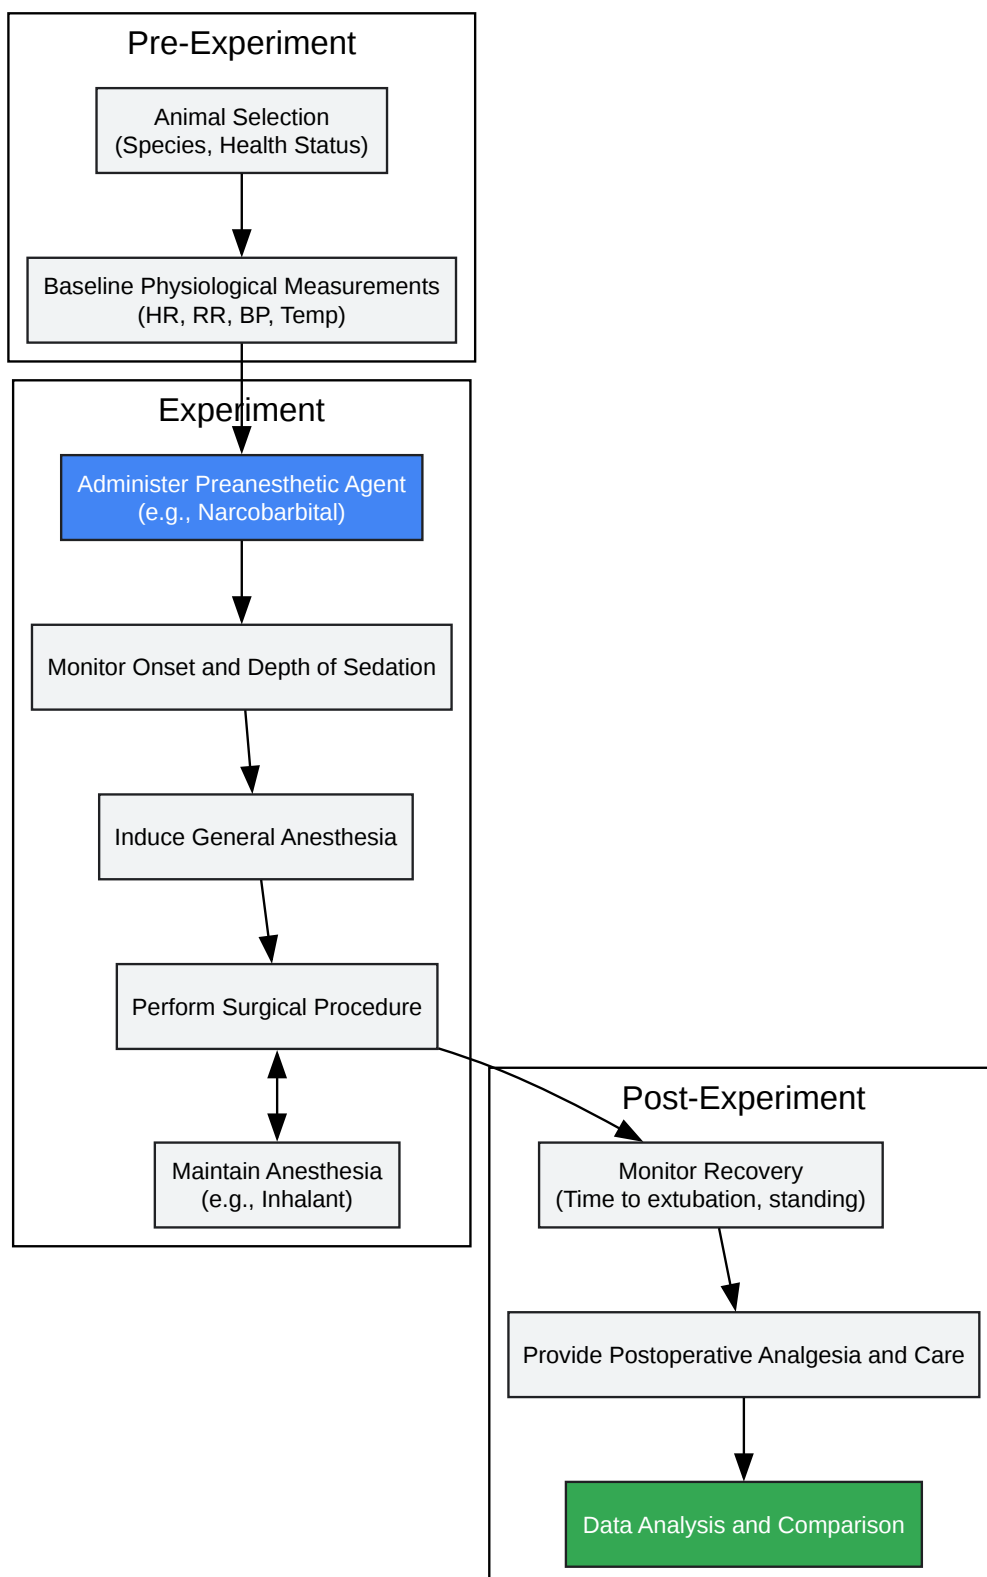 Pre-Experiment
Animal Selection
(Species, Health Status)
Baseline Physiological Measurements
(HR, RR, BP, Temp)
Experiment
Administer Preanesthetic Agent
(e.g., Narcobarbital)
Monitor Onset and Depth of Sedation
Induce General Anesthesia
Perform Surgical Procedure
Maintain Anesthesia
(e.g., Inhalant)
Post-Experiment
Monitor Recovery
(Time to extubation, standing)
Provide Postoperative Analgesia and Care
Data Analysis and Comparison